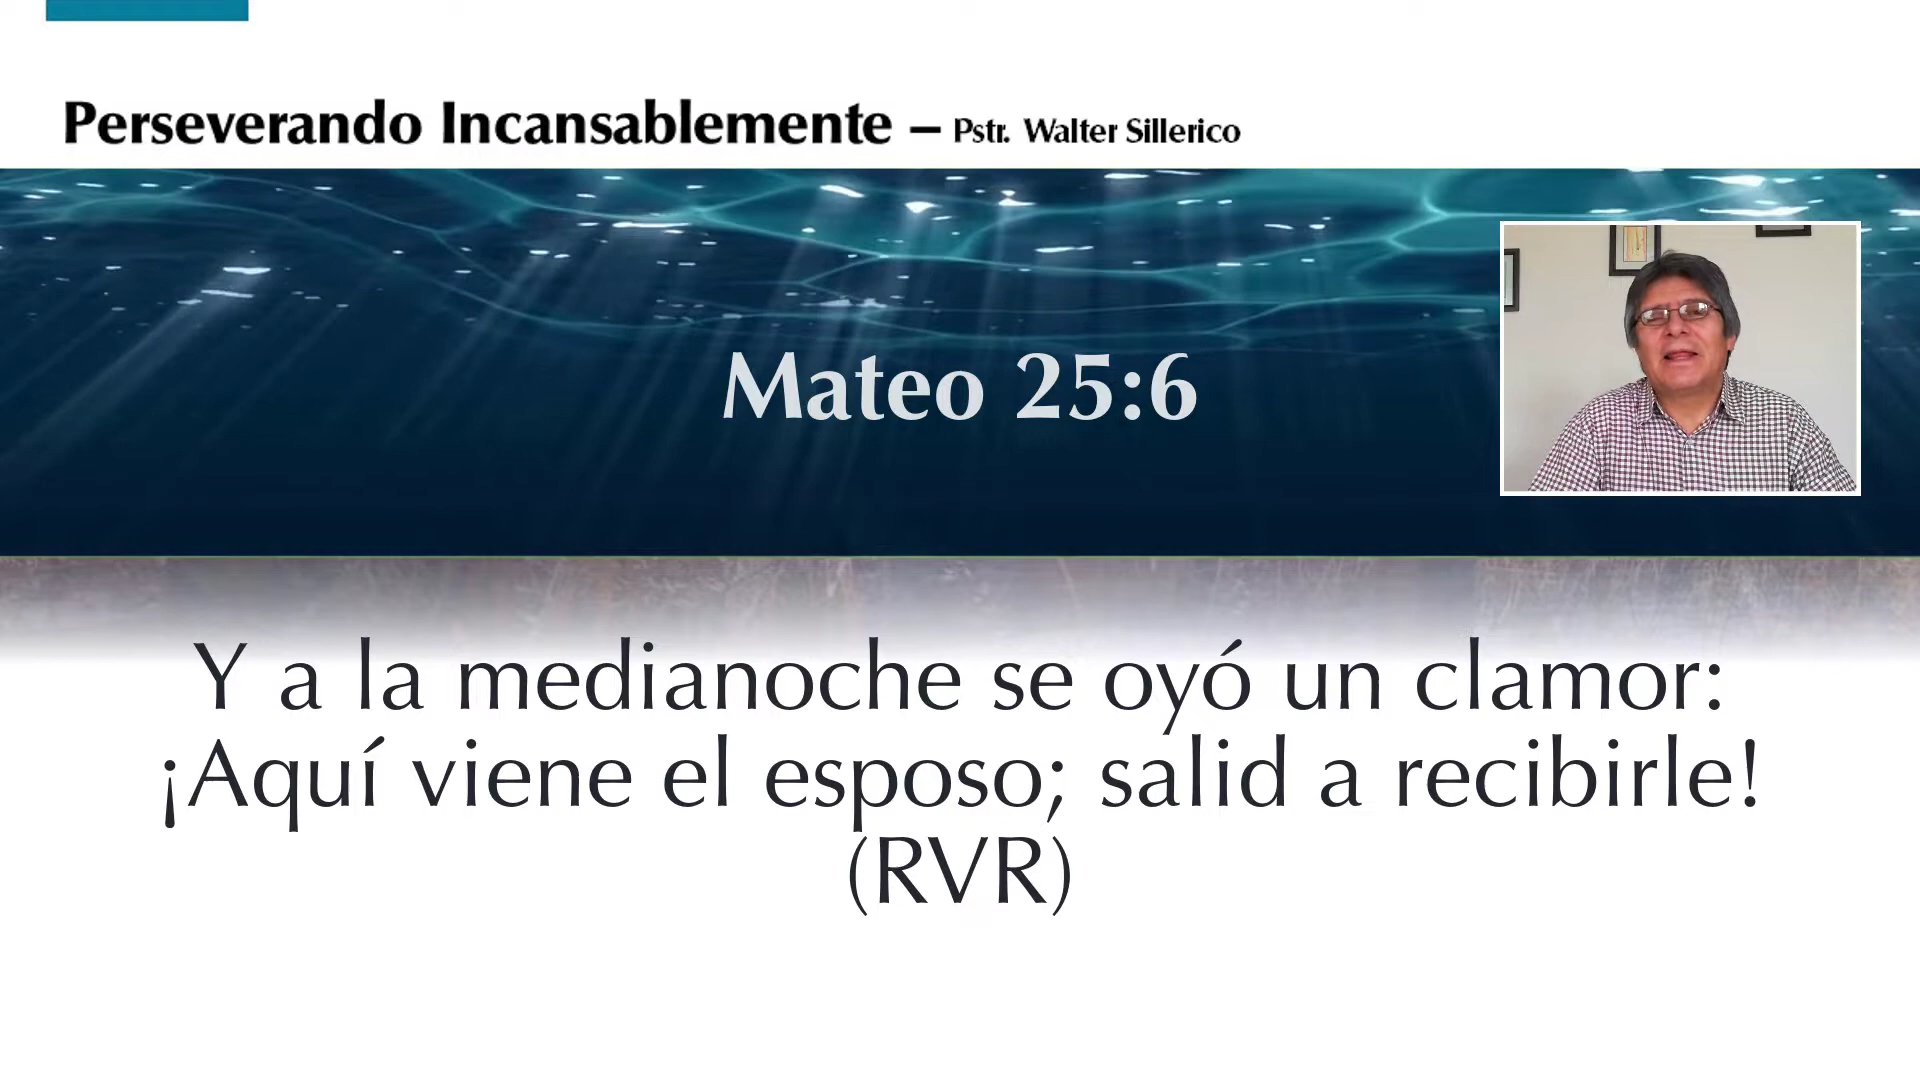 Perseverando Incansablemente – Pstr. Walter Sillerico
Mateo 25:6
Y a la medianoche se oyó un clamor:
¡Aquí viene el esposo; salid a recibirle!
(RVR)